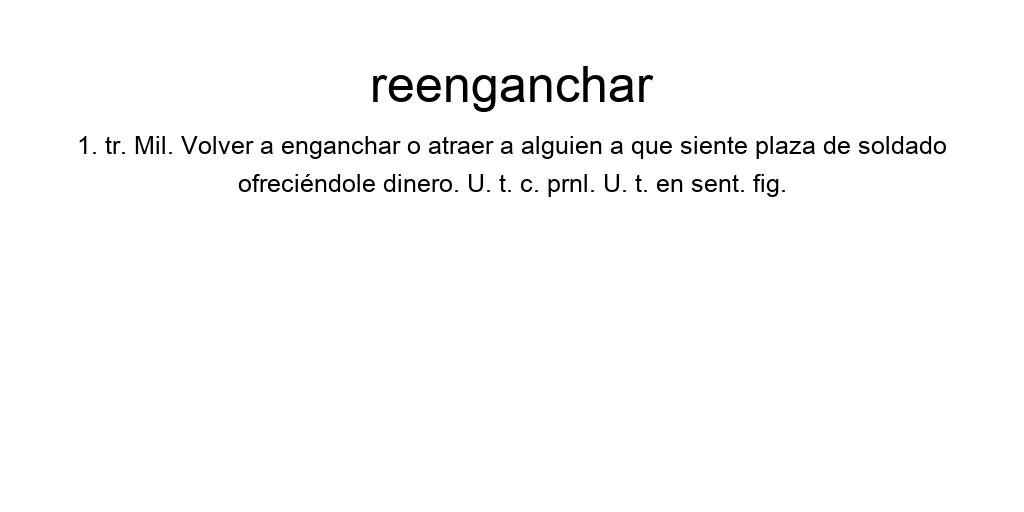 reenganchar
1. tr. Mil. Volver a enganchar o atraer a alguien a que siente plaza de soldado
ofreciéndole dinero. U. t. c. prnl. U. t. en sent. fig.